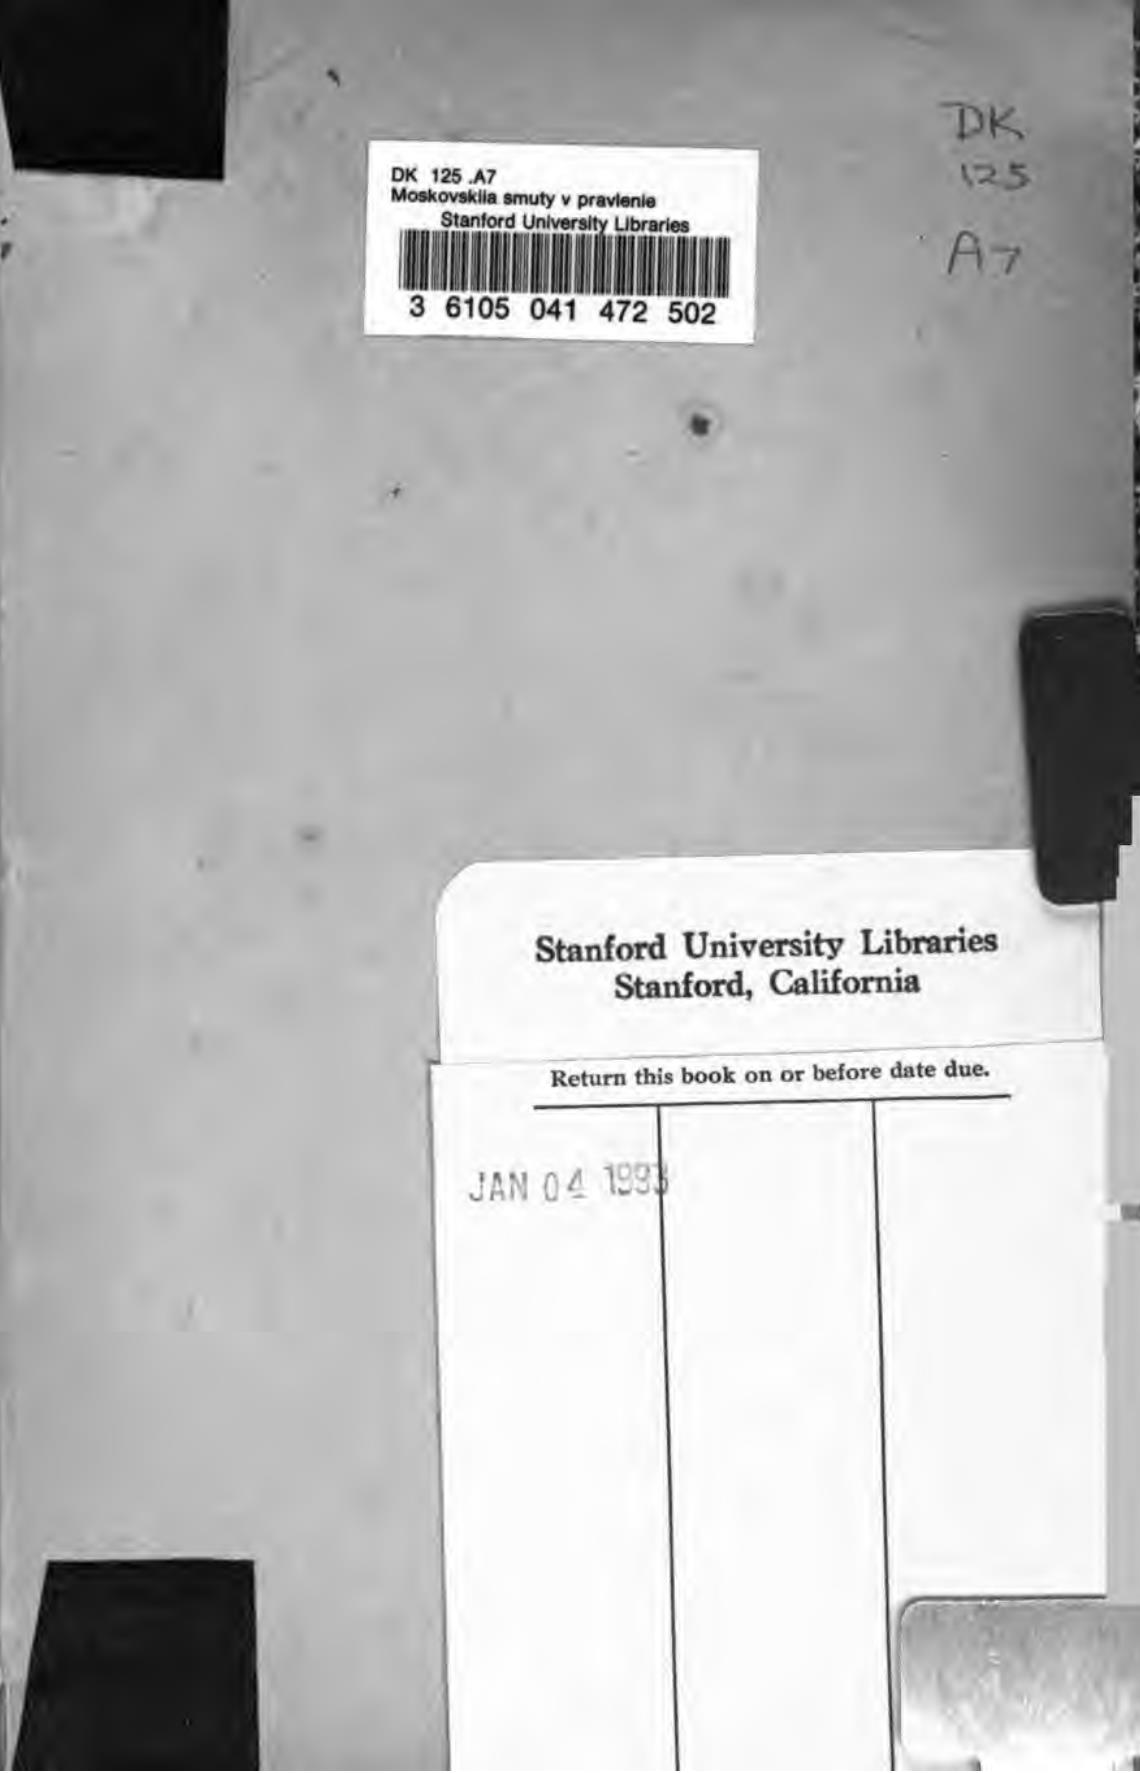 DK 125 .A7
Moskovskiia smuty v pravlenie
Stanford University Libraries
3 6105 041 472 502
DK
125
A7
Stanford University Libraries
Stanford, California
Return this book on or before date due.
JAN 04 1993